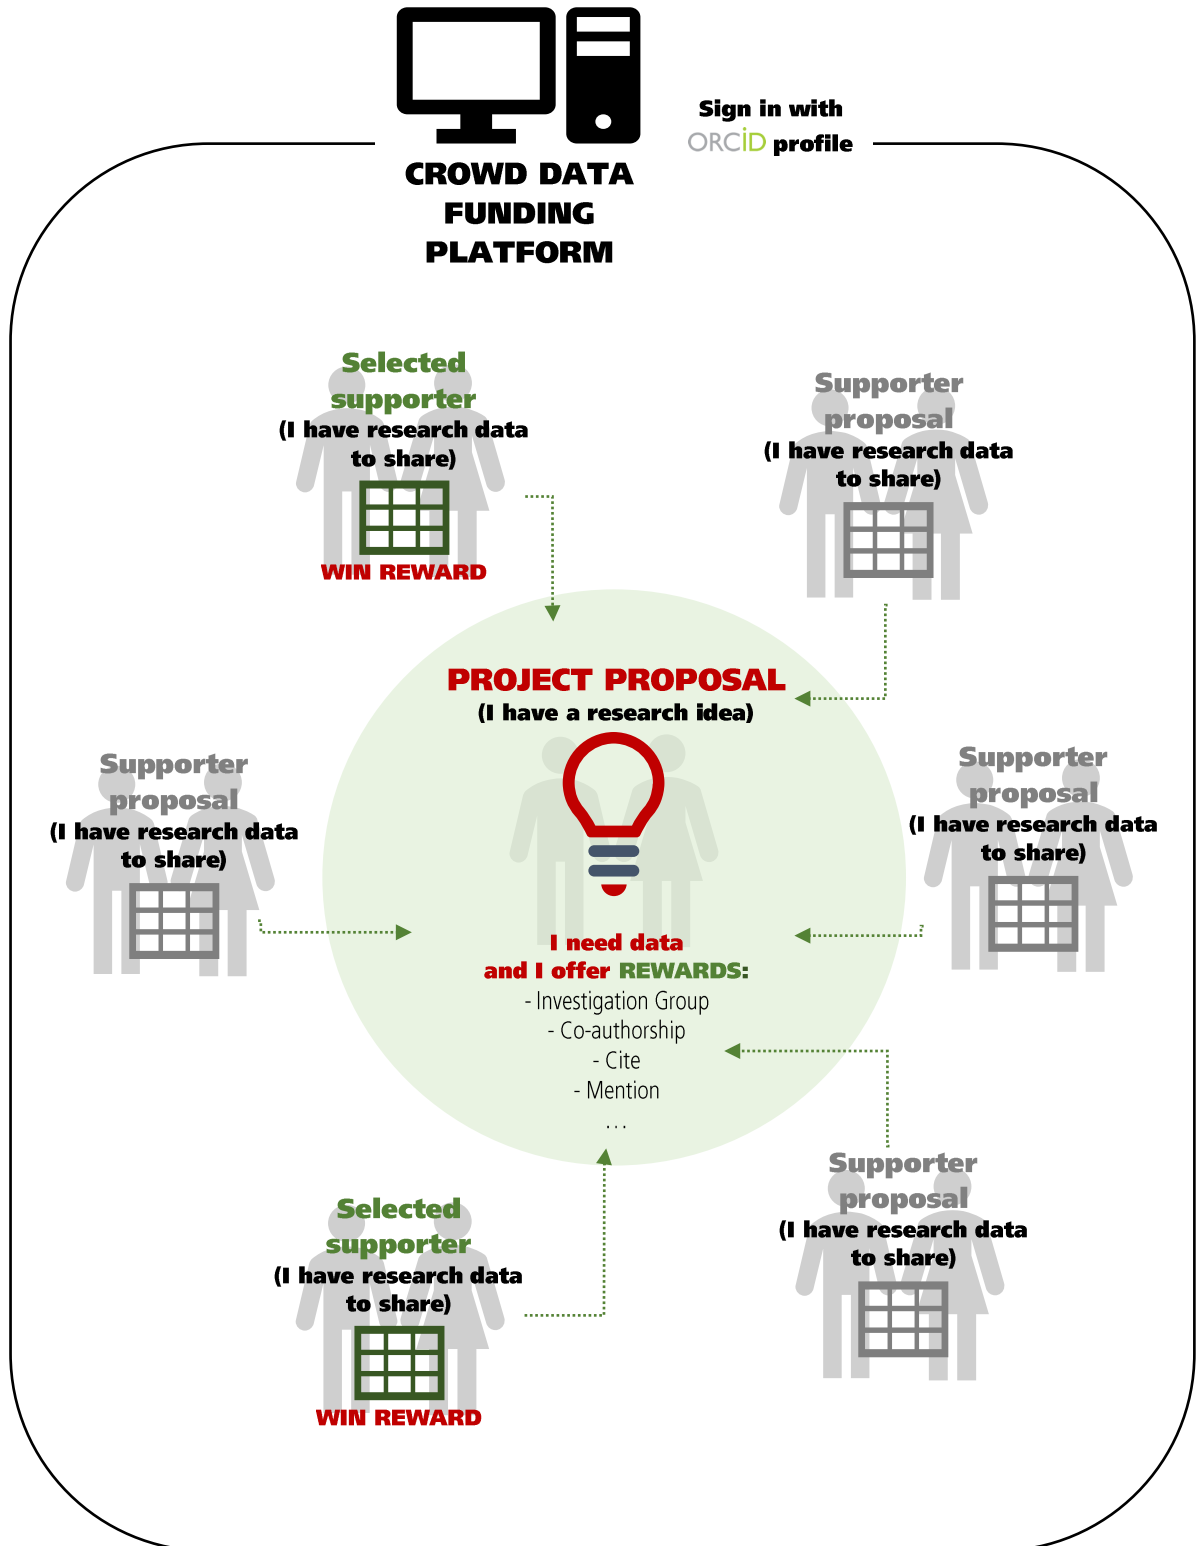 Sign in with
ORCID profile
CROWD DATA
FUNDING
PLATFORM
Selected
supporter
(I have research data
to share)
WIN REWARD
Supporter
proposal
(I have research data
to share)
PROJECT PROPOSAL
(I have a research idea)
Supporter
proposal
(I have research data
to share)
Supporter
proposal
(I have research data
to share)
I need data
and I offer REWARDS:
- Investigation Group
- Co-authorship
- Cite
- Mention
...
Supporter
proposal
(I have research data
to share)
Selected
supporter
(I have research data
to share)
WIN REWARD